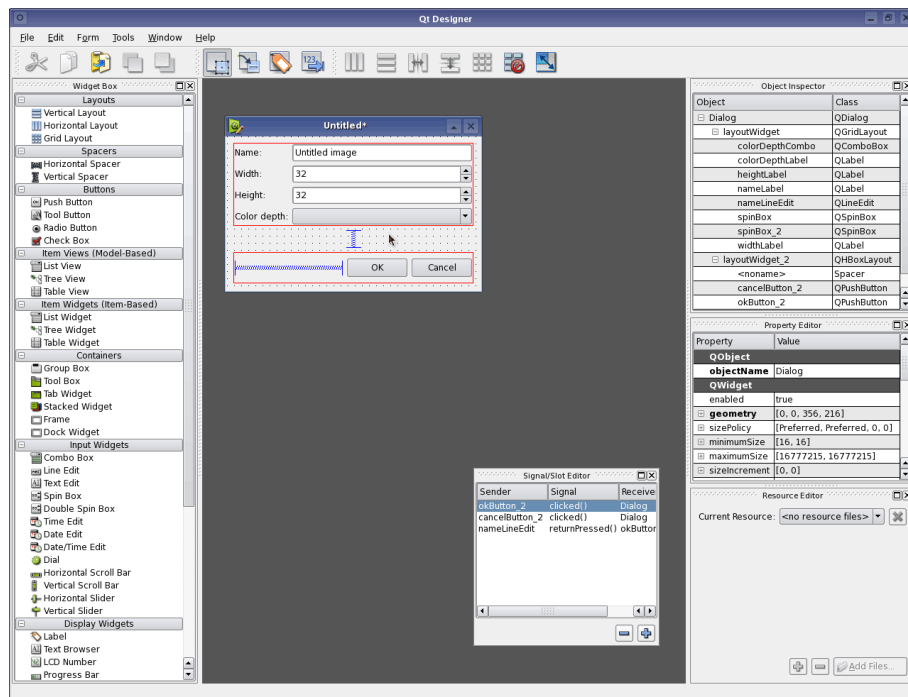 Qt Designer
File Edit Form Tools Window Help
123
Widget Box
Layouts
Vertical Layout
Horizontal Layout
Grid Layout
Spacers
Horizontal Spacer
Vertical Spacer
Buttons
Push Button
Tool Button
Radio Button
Check Box
Item Views (Model-Based)
List View
Tree View
Table View
Item Widgets (Item-Based)
List Widget
Tree Widget
Table Widget
Containers
Group Box
Tool Box
Tab Widget
Stacked Widget
Frame
Dock Widget
Input Widgets
Combo Box
Line Edit
Text Edit
Spin Box
Double Spin Box
Time Edit
Date Edit
Date/Time Edit
Dial
Horizontal Scroll Bar
Vertical Scroll Bar
Horizontal Slider
Vertical Slider
Display Widgets
Label
Text Browser
LCD Number
Progress Bar
Untitled*
Name: Untitled image
Width: 32
Height: 32
Color depth:
OK Cancel
Signal/Slot Editor
Sender Signal Receive
okButton_2 clicked() Dialog
cancelButton_2 clicked() Dialog
nameLineEdit returnPressed() okButton
Object Inspector
Object Class
Dialog QDialog
layoutWidget QGridLayout
colorDepthCombo QComboBox
colorDepthLabel QLabel
heightLabel QLabel
nameLabel QLabel
nameLineEdit QLineEdit
spinBox QSpinBox
spinBox_2 QSpinBox
widthLabel QLabel
layoutWidget_2 QHBoxLayout
<noname> Spacer
cancelButton_2 QPushButton
okButton_2 QPushButton
Property Editor
Property Value
QObject
objectName Dialog
QWidget
enabled true
geometry [0, 0, 356, 216]
sizePolicy [Preferred, Preferred, 0, 0]
minimumSize [16, 16]
maximumSize [16777215, 16777215]
sizeIncrement [0, 0]
Resource Editor
Current Resource: <no resource files>
Add Files...